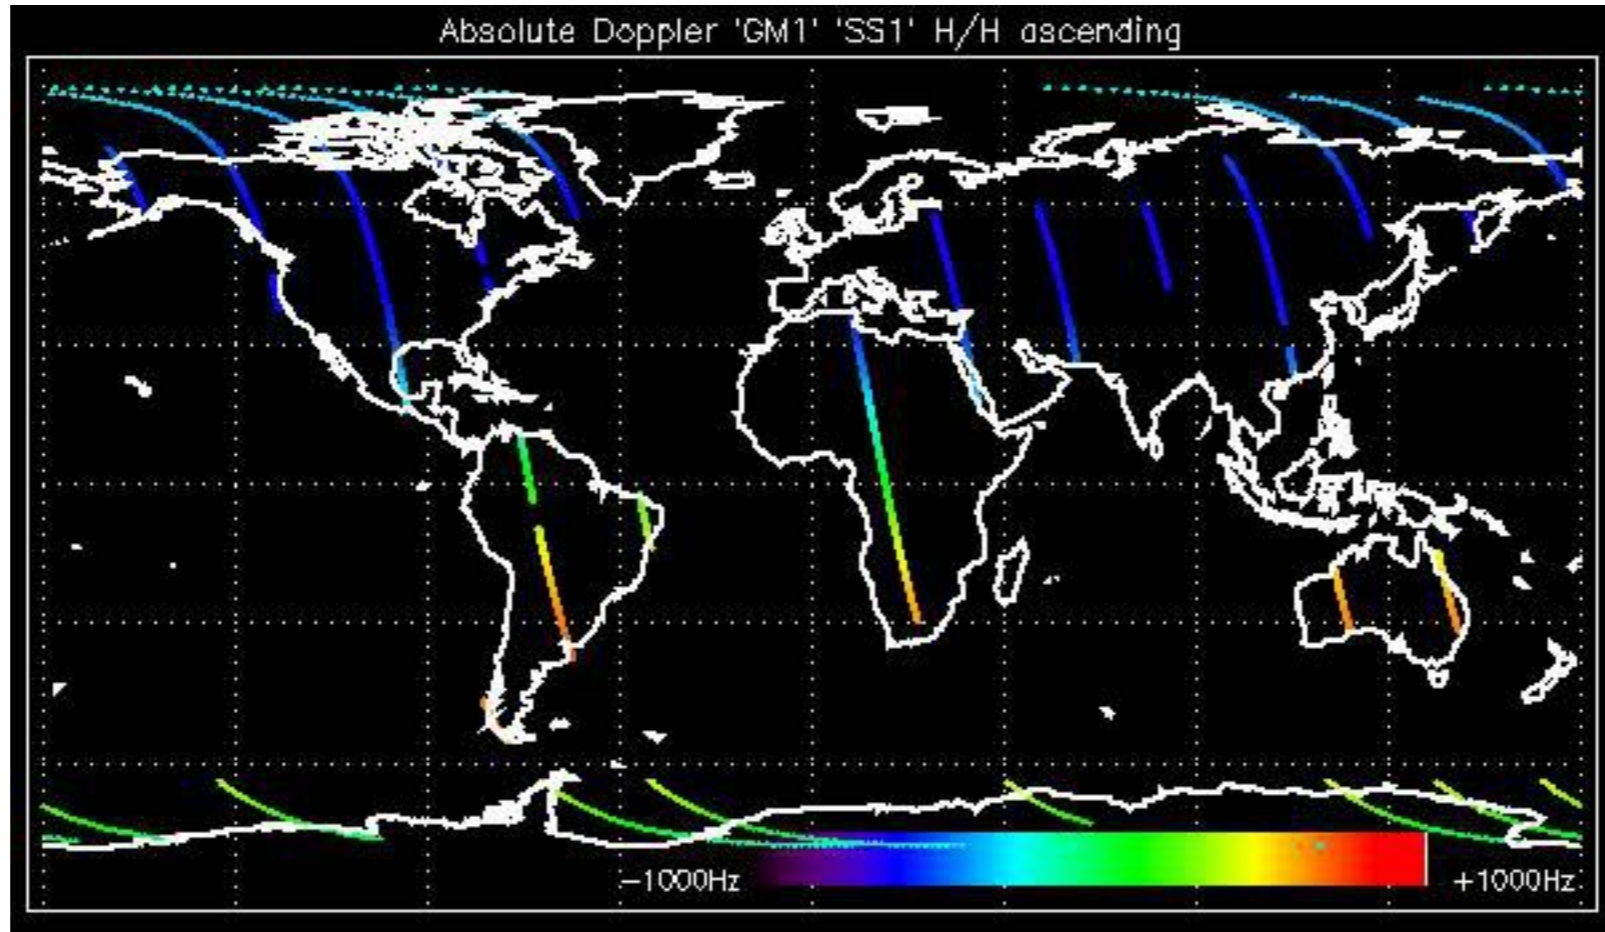 Absolute Doppler 'GM1' 'SS1' H/H ascending
−1000Hz
+1000Hz